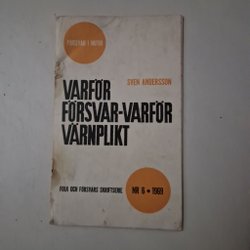 FÖRSVAR I NUTID
SVEN ANDERSSON
VARFÖR
FÖRSVAR-VARFÖR
VÄRNPLIKT
FOLK OCH FÖRSVARS SKRIFTSERIE
NR 6 • 1969